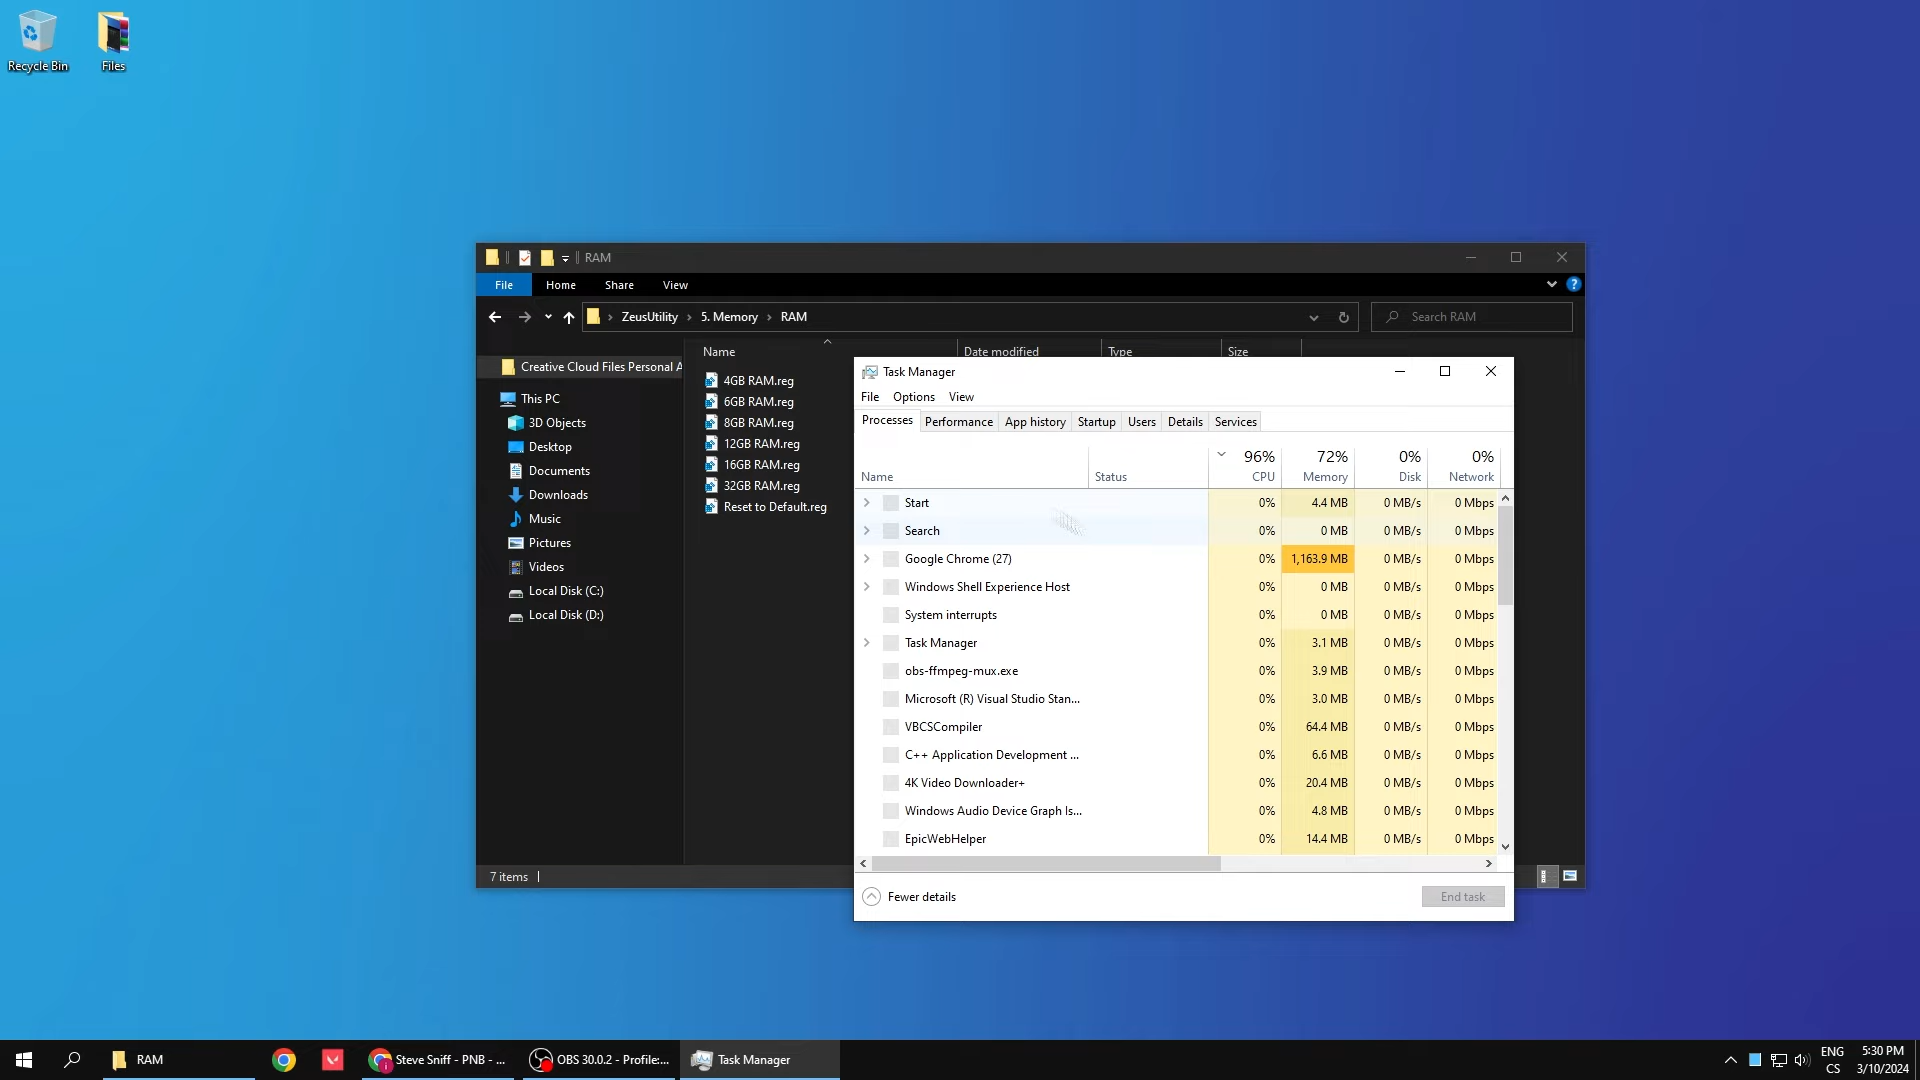 Recycle Bin
Files
RAM
File Home Share View
ZeusUtility 5. Memory RAM
Search RAM
Name Date modified Type Size
Creative Cloud Files Personal A
This PC
3D Objects
Desktop
Documents
Downloads
Music
Pictures
Videos
Local Disk (C:)
Local Disk (D:)
4GB RAM.reg
6GB RAM.reg
8GB RAM.reg
12GB RAM.reg
16GB RAM.reg
32GB RAM.reg
Reset to Default.reg
7 items
Task Manager
File Options View
Processes Performance App history Startup Users Details Services
96% 72% 0% 0%
Name Status CPU Memory Disk Network
Start 0% 4.4 MB 0 MB/s 0 Mbps
Search 0% 0 MB 0 MB/s 0 Mbps
Google Chrome (27) 0% 1,163.9 MB 0 MB/s 0 Mbps
Windows Shell Experience Host 0% 0 MB 0 MB/s 0 Mbps
System interrupts 0% 0 MB 0 MB/s 0 Mbps
Task Manager 0% 3.1 MB 0 MB/s 0 Mbps
obs-ffmpeg-mux.exe 0% 3.9 MB 0 MB/s 0 Mbps
Microsoft (R) Visual Studio Stan... 0% 3.0 MB 0 MB/s 0 Mbps
VBCSCompiler 0% 64.4 MB 0 MB/s 0 Mbps
C++ Application Development ... 0% 6.6 MB 0 MB/s 0 Mbps
4K Video Downloader+ 0% 20.4 MB 0 MB/s 0 Mbps
Windows Audio Device Graph Is... 0% 4.8 MB 0 MB/s 0 Mbps
EpicWebHelper 0% 14.4 MB 0 MB/s 0 Mbps
Fewer details
End task
RAM
Steve Sniff - PNB - ...
OBS 30.0.2 - Profile:...
Task Manager
ENG
CS
5:30 PM
3/10/2024